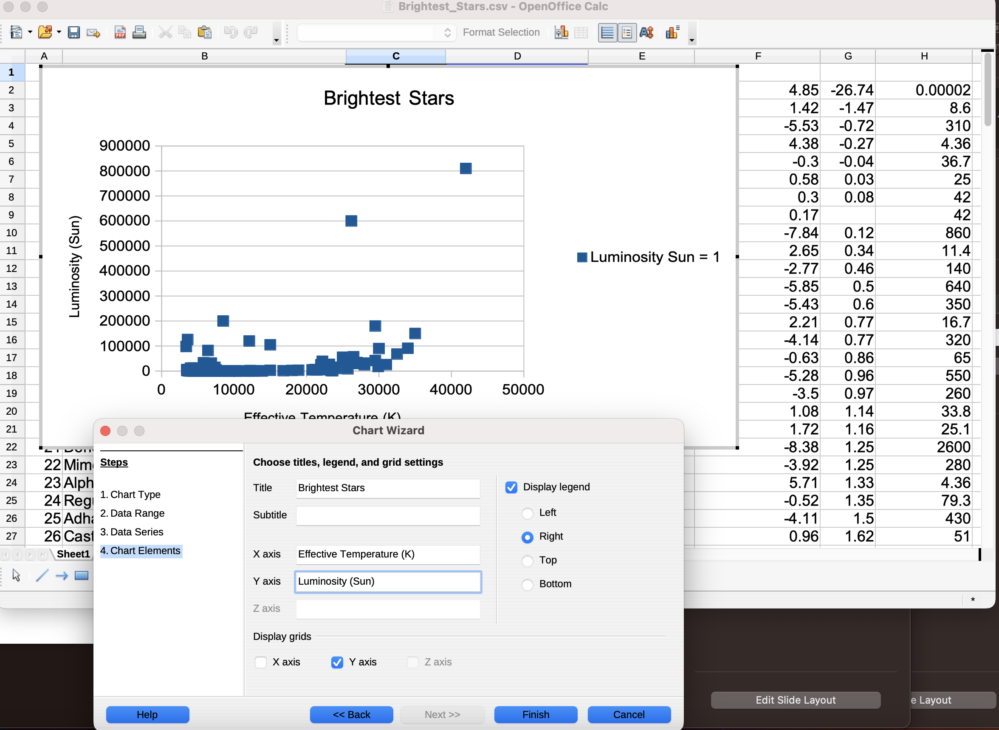 Brightest_Stars.csv - OpenOffice Calc
Format Selection
A B C D E F G H
Brightest Stars
900000
800000
700000
600000
500000
400000
300000
200000
100000
0
Luminosity (Sun)
0 10000 20000 30000 40000 50000
Effective Temperature (K)
Luminosity Sun = 1
1
2 4.85 -26.74 0.00002
3 1.42 -1.47 8.6
4 -5.53 -0.72 310
5 4.38 -0.27 4.36
6 -0.3 -0.04 36.7
7 0.58 0.03 25
8 0.3 0.08 42
9 0.17 42
10 -7.84 0.12 860
11 2.65 0.34 11.4
12 -2.77 0.46 140
13 -5.85 0.5 640
14 -5.43 0.6 350
15 2.21 0.77 16.7
16 -4.14 0.77 320
17 -0.63 0.86 65
18 -5.28 0.96 550
19 -3.5 0.97 260
20 1.08 1.14 33.8
21 1.72 1.16 25.1
22 -8.38 1.25 2600
23 22 Mim -3.92 1.25 280
24 23 Alph 5.71 1.33 4.36
25 24 Reg -0.52 1.35 79.3
26 25 Adha -4.11 1.5 430
27 26 Cast 0.96 1.62 51
Sheet1
*
Chart Wizard
Steps
1. Chart Type
2. Data Range
3. Data Series
4. Chart Elements
Choose titles, legend, and grid settings
Title Brightest Stars
Subtitle
X axis Effective Temperature (K)
Y axis Luminosity (Sun)
Z axis
Display legend
Left
Right
Top
Bottom
Display grids
X axis Y axis Z axis
Help << Back Next >> Finish Cancel
Edit Slide Layout
e Layout